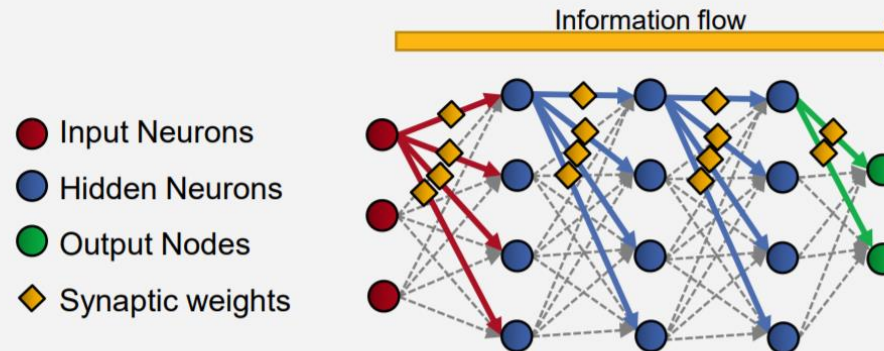 Information flow
Input Neurons
Hidden Neurons
Output Nodes
Synaptic weights